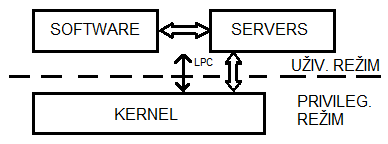 SOFTWARE
SERVERS
LPC
UŽIV. REŽIM
KERNEL
PRIVILEG.
REŽIM